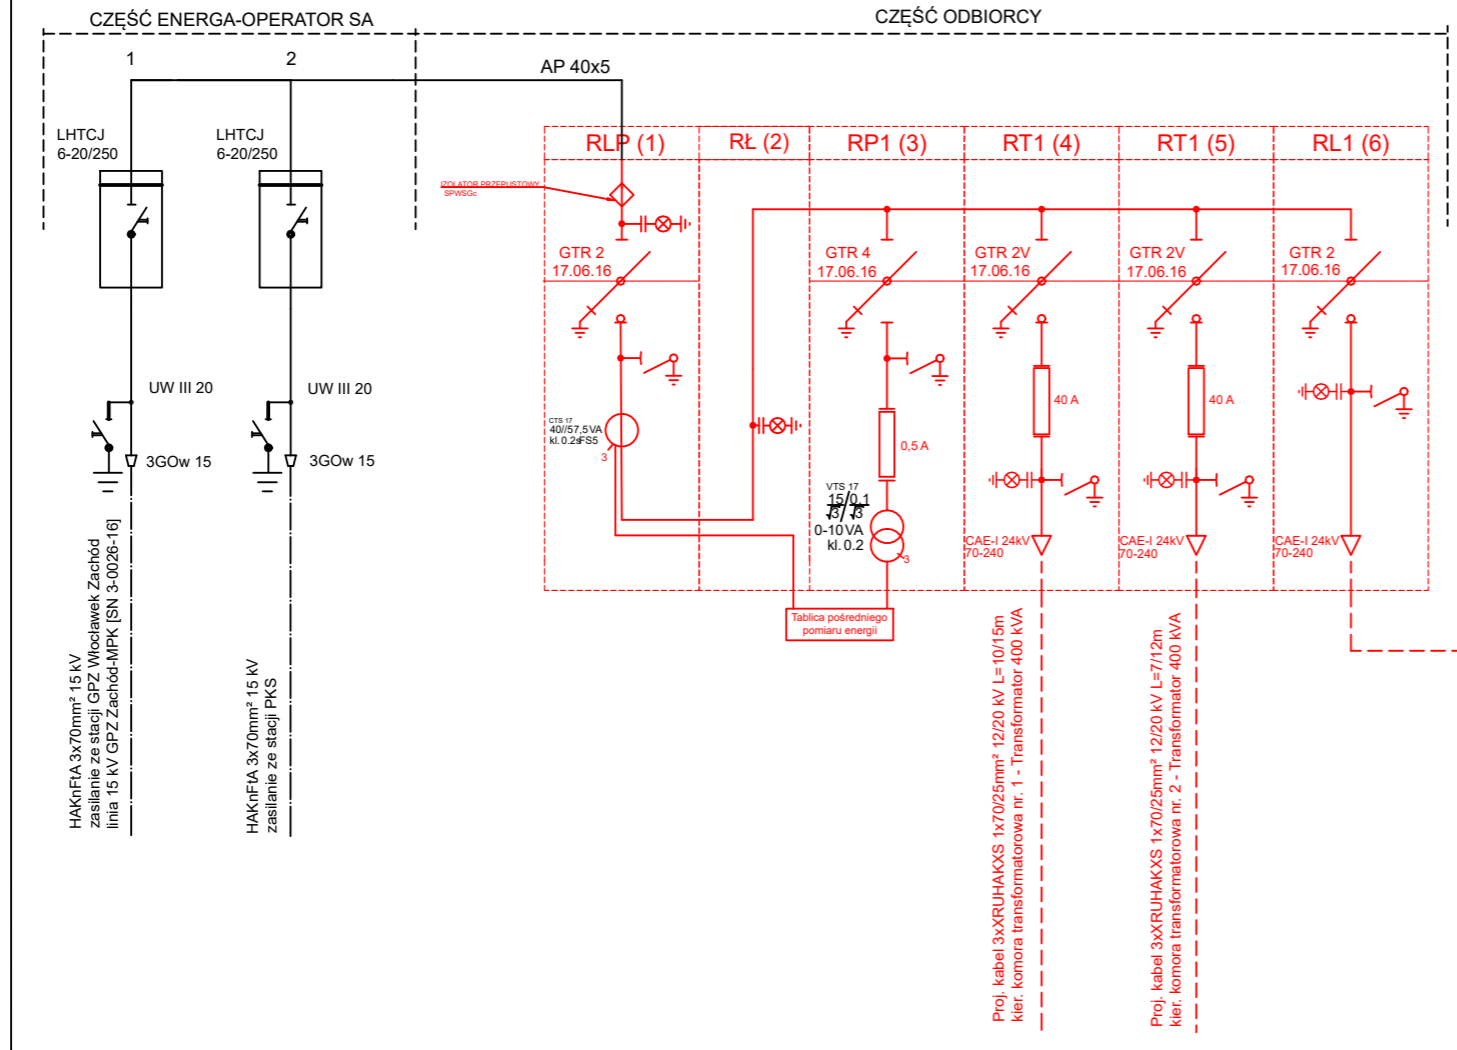 CZĘŚĆ ENERGA-OPERATOR SA
CZĘŚĆ ODBIORCY
1
2
AP 40x5
LHTCJ
6-20/250
LHTCJ
6-20/250
RLP (1)
RŁ (2)
RP1 (3)
RT1 (4)
RT1 (5)
RL1 (6)
IZOLATOR PRZEPUSTOWY
SPWSGc
GTR 2
17.06.16
GTR 4
17.06.16
GTR 2V
17.06.16
GTR 2V
17.06.16
GTR 2
17.06.16
UW III 20
UW III 20
3GOw 15
3GOw 15
CTS 17
40//57,5VA
kl. 0.2sFS5
3
0,5 A
40 A
40 A
VTS 17
15/0.1
√3/√3
0-10 VA
kl. 0.2
3
CAE-I 24kV
70-240
CAE-I 24kV
70-240
CAE-I 24kV
70-240
Tablica pośredniego
pomiaru energii
HAKnFtA 3x70mm² 15 kV
zasilanie ze stacji GPZ Włocławek Zachód
linia 15 kV GPZ Zachód-MPK [SN 3-0026-16]
HAKnFtA 3x70mm² 15 kV
zasilanie ze stacji PKS
Proj. kabel 3xXRUHAKXS 1x70/25mm² 12/20 kV L=10/15m
kier. komora transformatorowa nr. 1 - Transformator 400 kVA
Proj. kabel 3xXRUHAKXS 1x70/25mm² 12/20 kV L=7/12m
kier. komora transformatorowa nr. 2 - Transformator 400 kVA